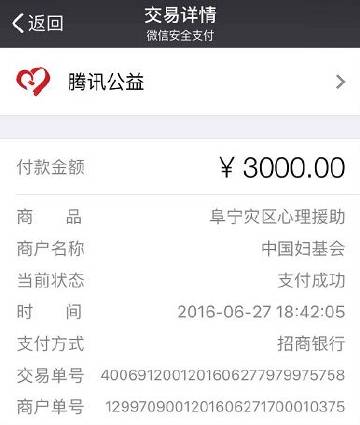 返回
交易详情
微信安全支付
腾讯公益
付款金额 ¥ 3000.00
商 品 阜宁灾区心理援助
商户名称 中国妇基会
当前状态 支付成功
时 间 2016-06-27 18:42:05
支付方式 招商银行
交易单号 4006912001201606277979975758
商户单号 1299709001201606271700010375